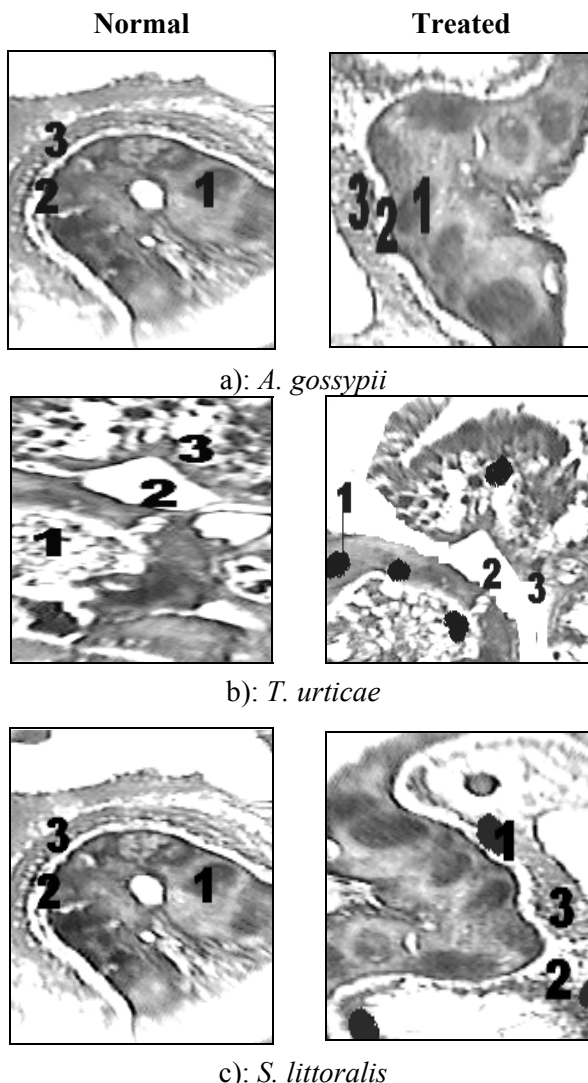 Normal Treated
3
2 1
3 2 1
a): A. gossypii
3
2
1
1
2 3
b): T. urticae
3
2 1
1
3
2
c): S. littoralis